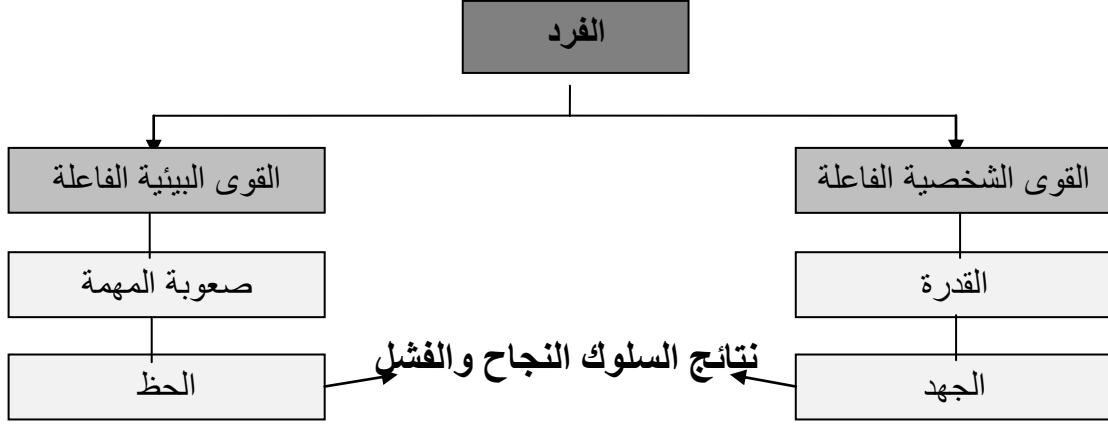 الفرد
القوى الشخصية الفاعلة
القوى البيئية الفاعلة
القدرة
صعوبة المهمة
نتائج السلوك النجاح والفشل
الجهد
الحظ